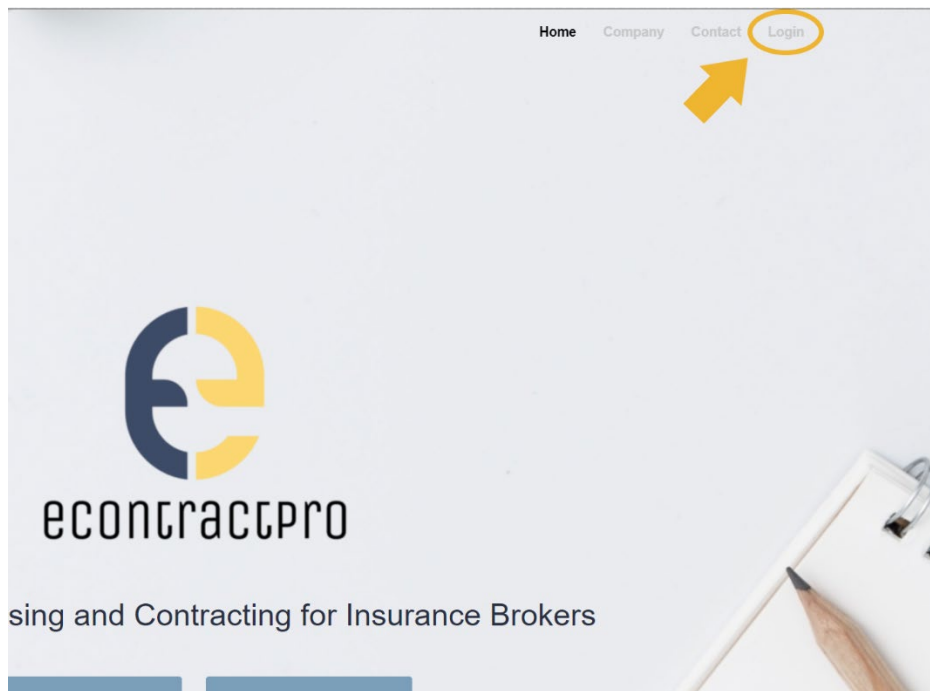 Home Company Contact Login
econtractpro
sing and Contracting for Insurance Brokers